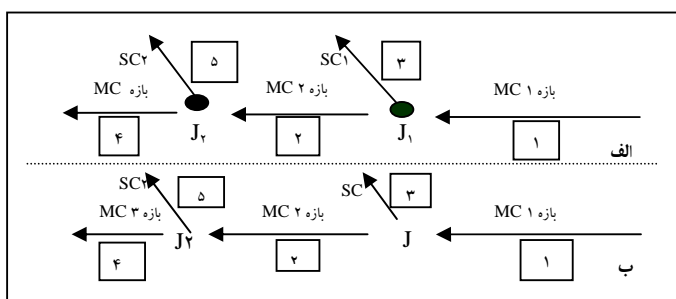 SC۲ ۵ SC۱ ۳
بازه MC بازه MC ۲ بازه MC ۱
۴ J۲ ۲ J۱ ۱ الف
SC۲ ۵ SC ۳
بازه MC ۳ بازه MC ۲ بازه MC ۱
۴ J۲ ۲ J ۱ ب